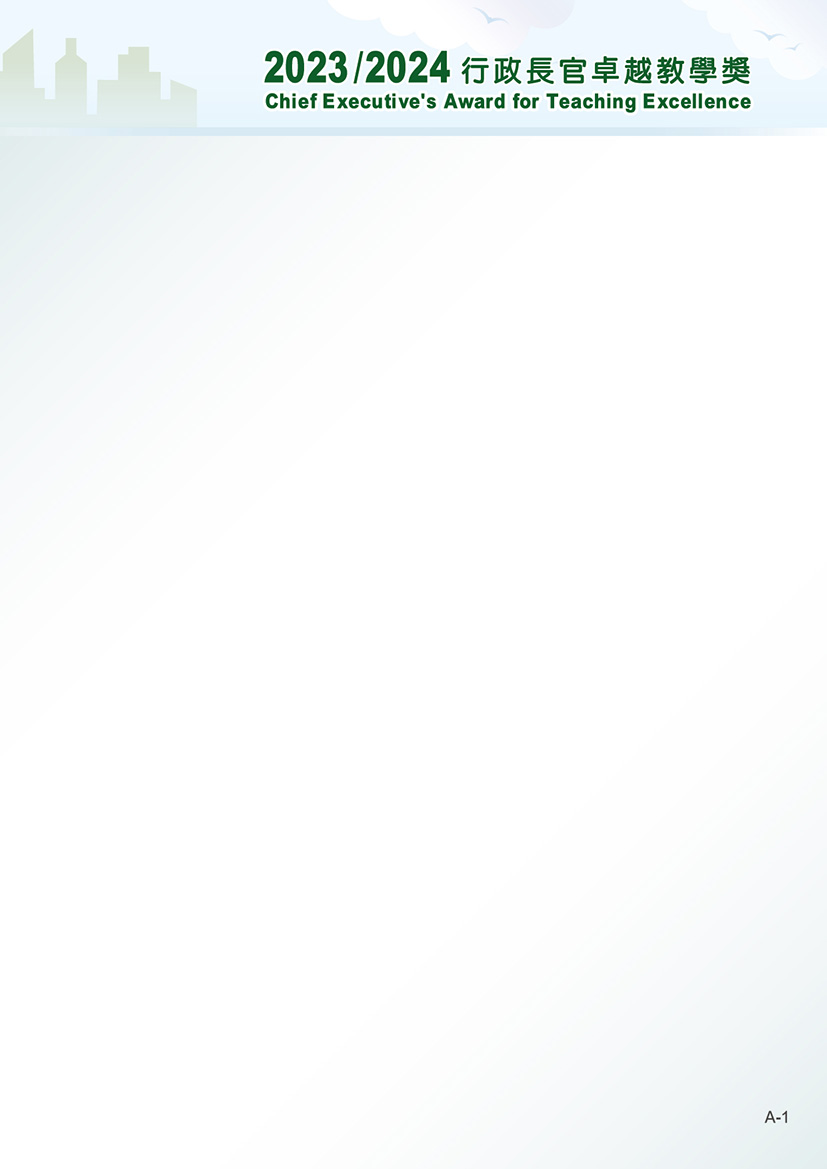 2023/2024 行政長官卓越教學獎
Chief Executive's Award for Teaching Excellence
A-1